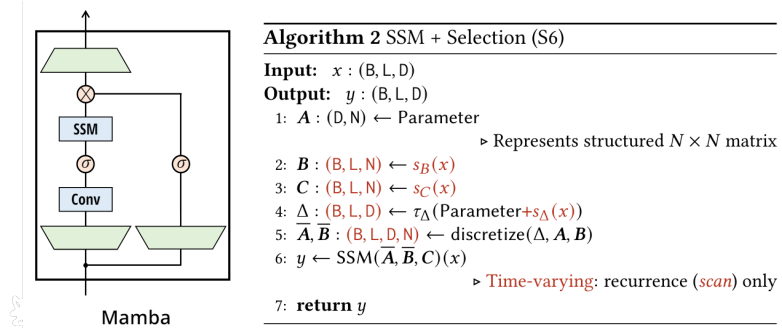 SSM
σ
σ
Conv
Mamba
Algorithm 2 SSM + Selection (S6)
Input: x : (B, L, D)
Output: y : (B, L, D)
1: A : (D, N) ← Parameter
▷ Represents structured N × N matrix
2: B : (B, L, N) ← s_B(x)
3: C : (B, L, N) ← s_C(x)
4: Δ : (B, L, D) ← τ_Δ(Parameter+s_Δ(x))
5: A̅, B̅ : (B, L, D, N) ← discretize(Δ, A, B)
6: y ← SSM(A̅, B̅, C)(x)
▷ Time-varying: recurrence (scan) only
7: return y